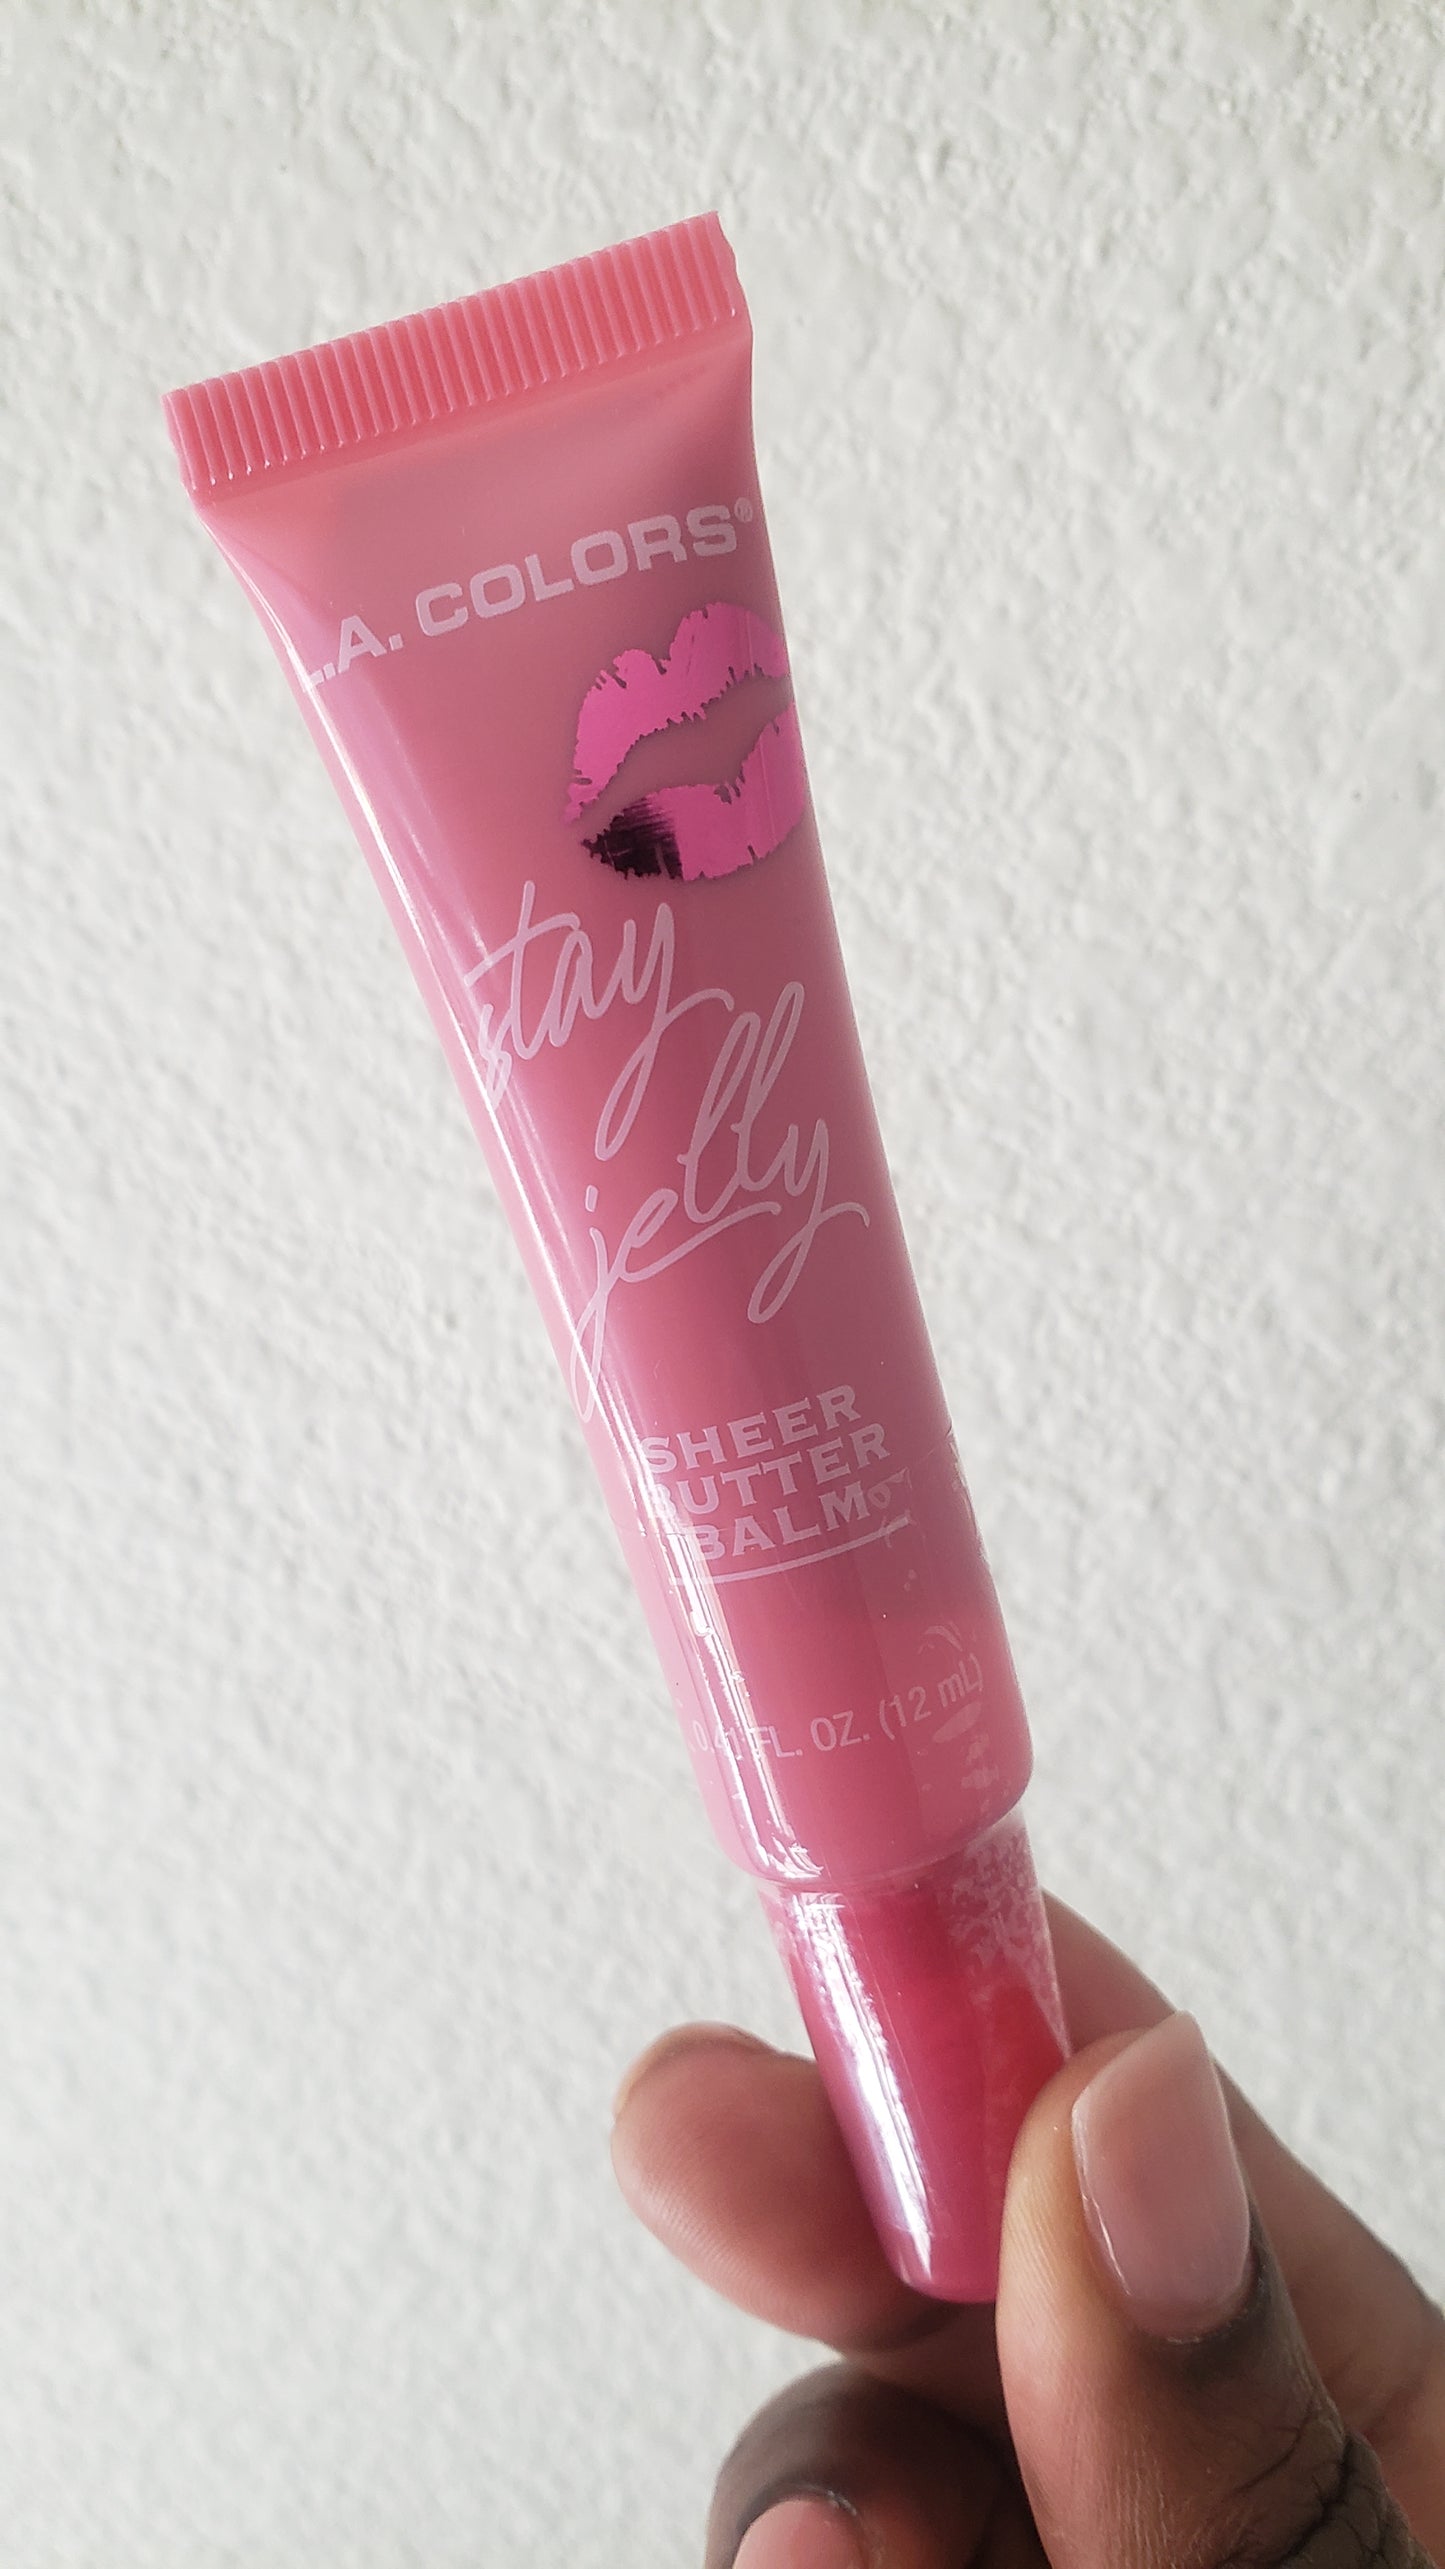 L.A. COLORS®
stay
jelly
SHEER
BUTTER
BALM
0.41 FL. OZ. (12 mL)